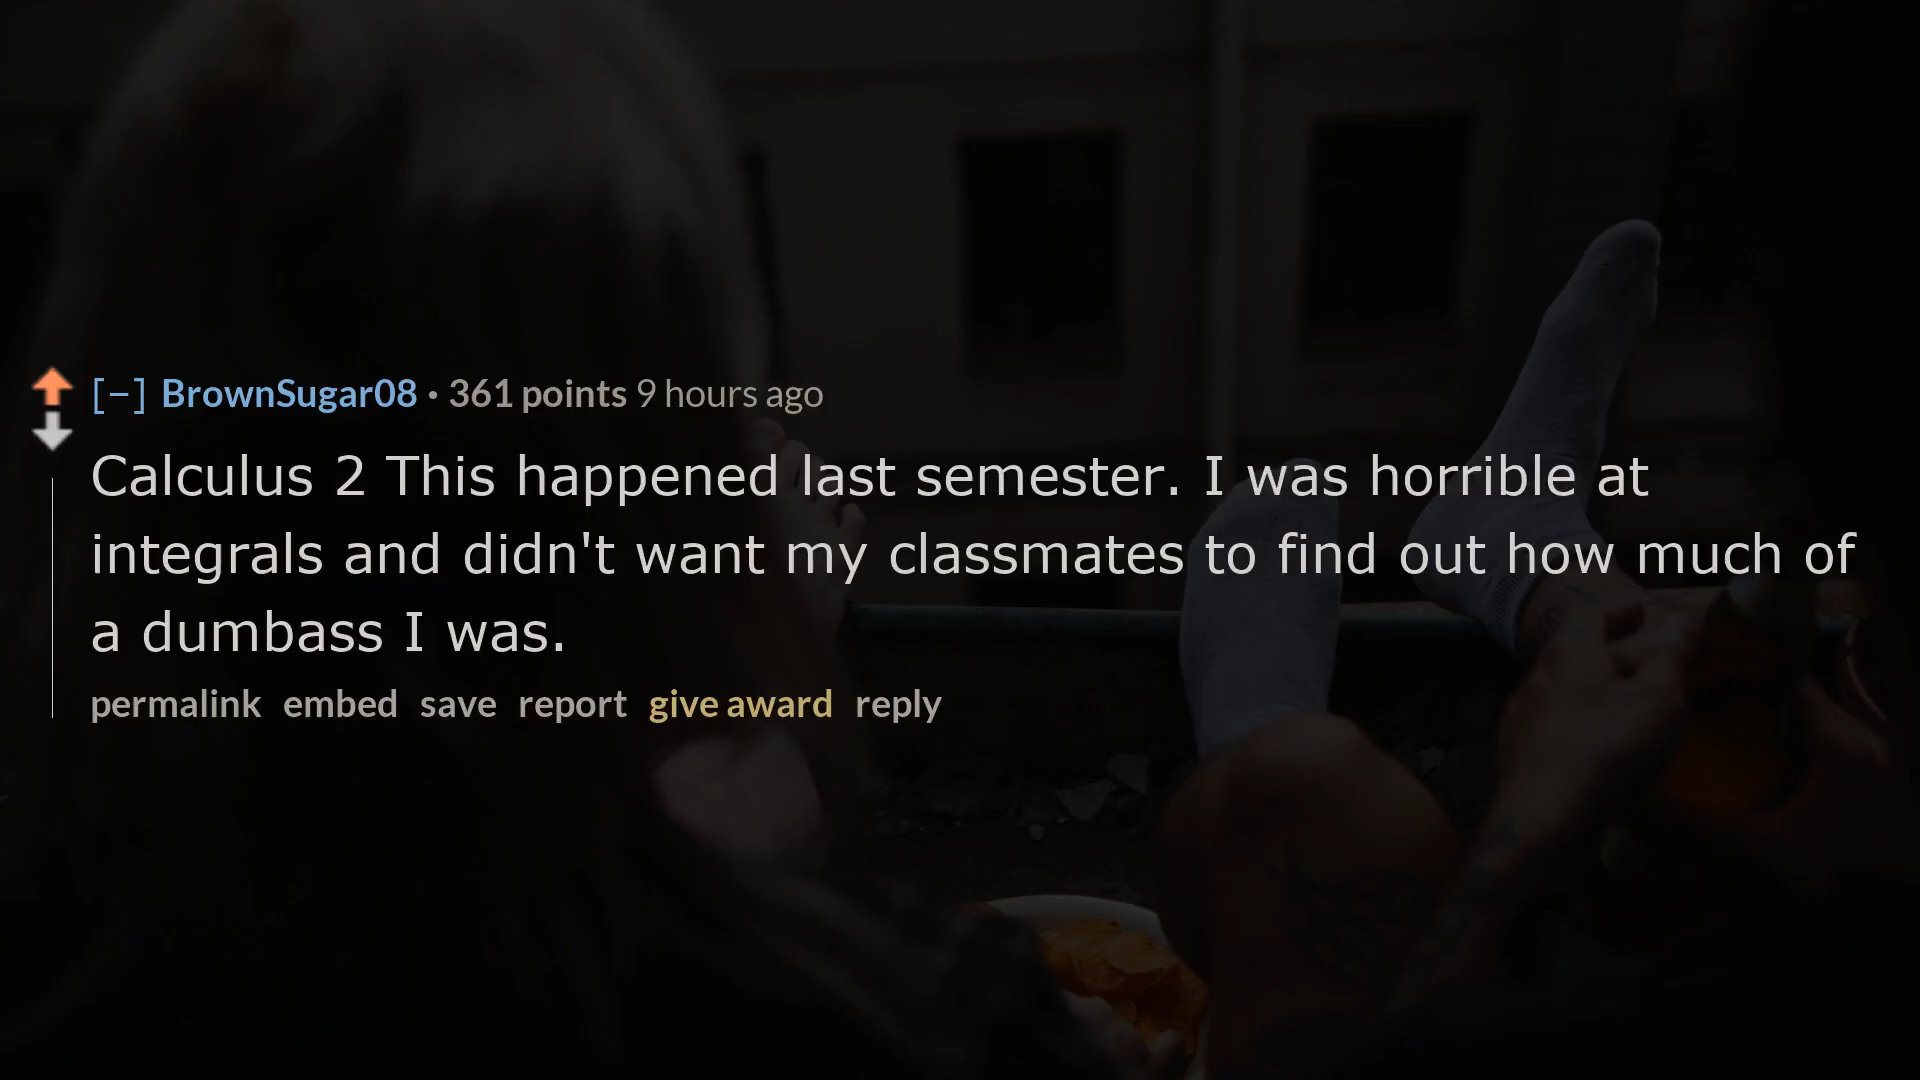 [–] BrownSugar08 · 361 points 9 hours ago
Calculus 2 This happened last semester. I was horrible at
integrals and didn't want my classmates to find out how much of
a dumbass I was.
permalink embed save report give award reply